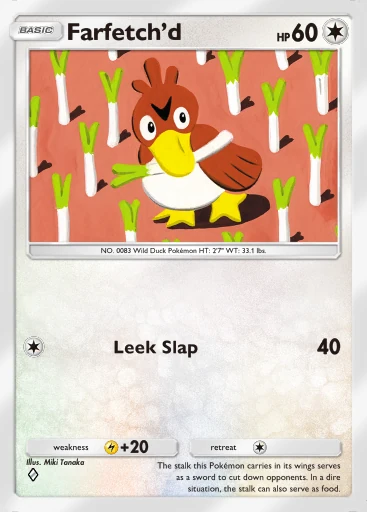 BASIC Farfetch'd HP 60
NO. 0083 Wild Duck Pokémon HT: 2'7" WT: 33.1 lbs.
Leek Slap 40
weakness +20 retreat
Illus. Miki Tanaka
The stalk this Pokémon carries in its wings serves
as a sword to cut down opponents. In a dire
situation, the stalk can also serve as food.